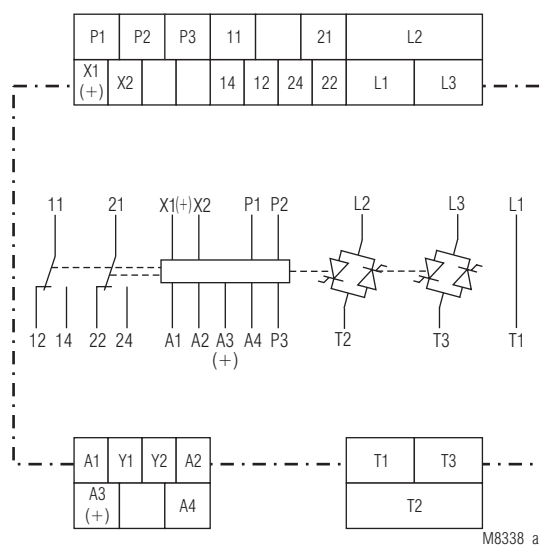 P1 P2 P3 11 21 L2
X1 (+) X2 14 12 24 22 L1 L3
11 21 X1(+) X2 P1 P2 L2 L3 L1
12 14 22 24 A1 A2 A3 (+) A4 P3 T2 T3 T1
A1 Y1 Y2 A2 T1 T3
A3 (+) A4 T2
M8338_a